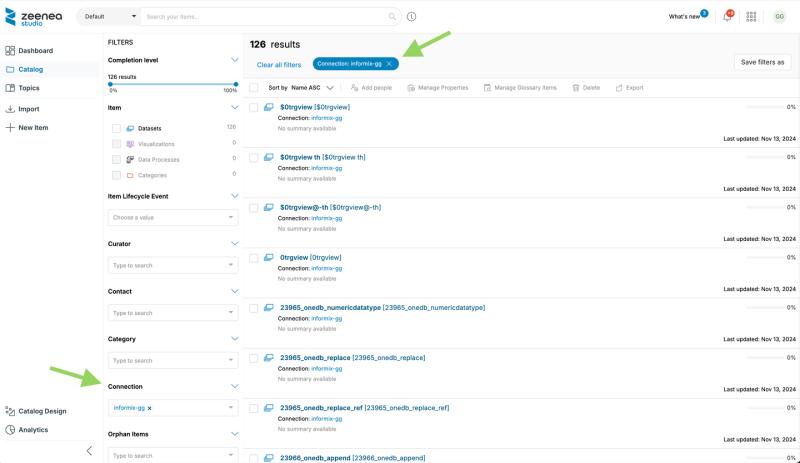 zeenea
studio
Default
Search your items...
What's new
3
+9
GG
Dashboard
Catalog
Topics
Import
New Item
Catalog Design
Analytics
FILTERS
Completion level
126 results
0% 100%
Item
Datasets 126
Visualizations 0
Data Processes 0
Categories 0
Item Lifecycle Event
Choose a value
Curator
Type to search
Contact
Type to search
Category
Type to search
Connection
informix-gg ×
Orphan Items
Type to search
126 results
Clear all filters
Connection: informix-gg ×
Save filters as
Sort by Name ASC
Add people
Manage Properties
Manage Glossary Items
Delete
Export
$0trgview [$0trgview] 0%
Connection: informix-gg
No summary available
Last updated: Nov 13, 2024
$0trgview th [$0trgview th] 0%
Connection: informix-gg
No summary available
Last updated: Nov 13, 2024
$0trgview@-th [$0trgview@-th] 0%
Connection: informix-gg
No summary available
Last updated: Nov 13, 2024
0trgview [0trgview] 0%
Connection: informix-gg
No summary available
Last updated: Nov 13, 2024
23965_onedb_numericdatatype [23965_onedb_numericdatatype] 0%
Connection: informix-gg
No summary available
Last updated: Nov 13, 2024
23965_onedb_replace [23965_onedb_replace] 0%
Connection: informix-gg
No summary available
Last updated: Nov 13, 2024
23965_onedb_replace_ref [23965_onedb_replace_ref] 0%
Connection: informix-gg
No summary available
Last updated: Nov 13, 2024
23966_onedb_append [23966_onedb_append] 0%